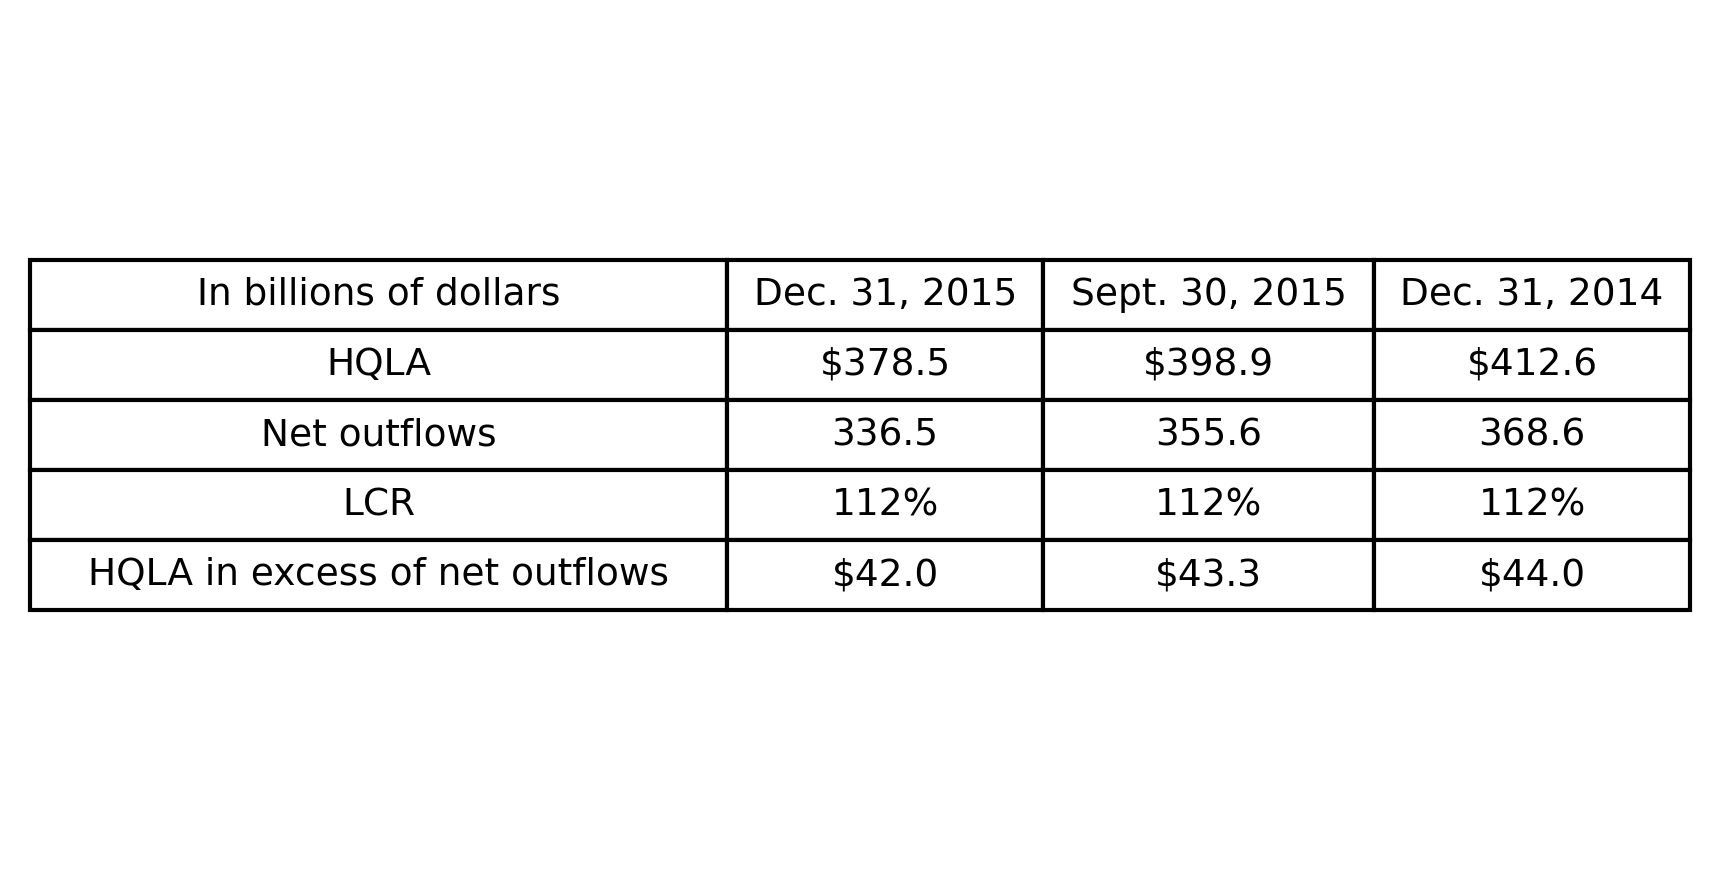 In billions of dollars Dec. 31, 2015 Sept. 30, 2015 Dec. 31, 2014
HQLA $378.5 $398.9 $412.6
Net outflows 336.5 355.6 368.6
LCR 112% 112% 112%
HQLA in excess of net outflows $42.0 $43.3 $44.0